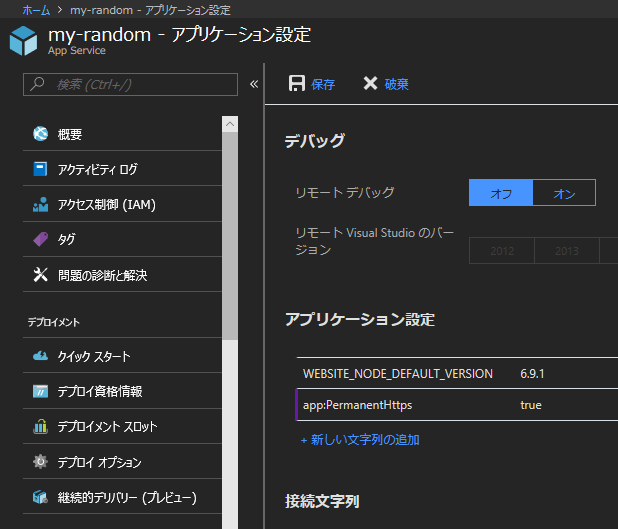 ホーム > my-random - アプリケーション設定
my-random - アプリケーション設定
App Service
検索 (Ctrl+/)
«
保存
破棄
概要
アクティビティ ログ
アクセス制御 (IAM)
タグ
問題の診断と解決
デプロイメント
クイック スタート
デプロイ資格情報
デプロイメント スロット
デプロイ オプション
継続的デリバリー (プレビュー)
デバッグ
リモート デバッグ
オフ
オン
リモート Visual Studio のバー
ジョン
2012
2013
アプリケーション設定
WEBSITE_NODE_DEFAULT_VERSION 6.9.1
app:PermanentHttps true
+ 新しい文字列の追加
接続文字列